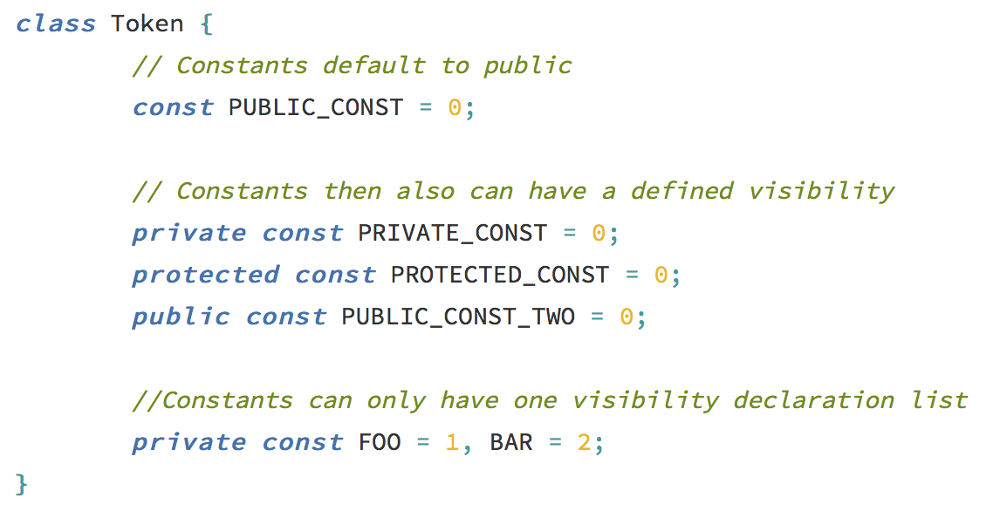 class Token {
// Constants default to public
const PUBLIC_CONST = 0;
// Constants then also can have a defined visibility
private const PRIVATE_CONST = 0;
protected const PROTECTED_CONST = 0;
public const PUBLIC_CONST_TWO = 0;
//Constants can only have one visibility declaration list
private const FOO = 1, BAR = 2;
}